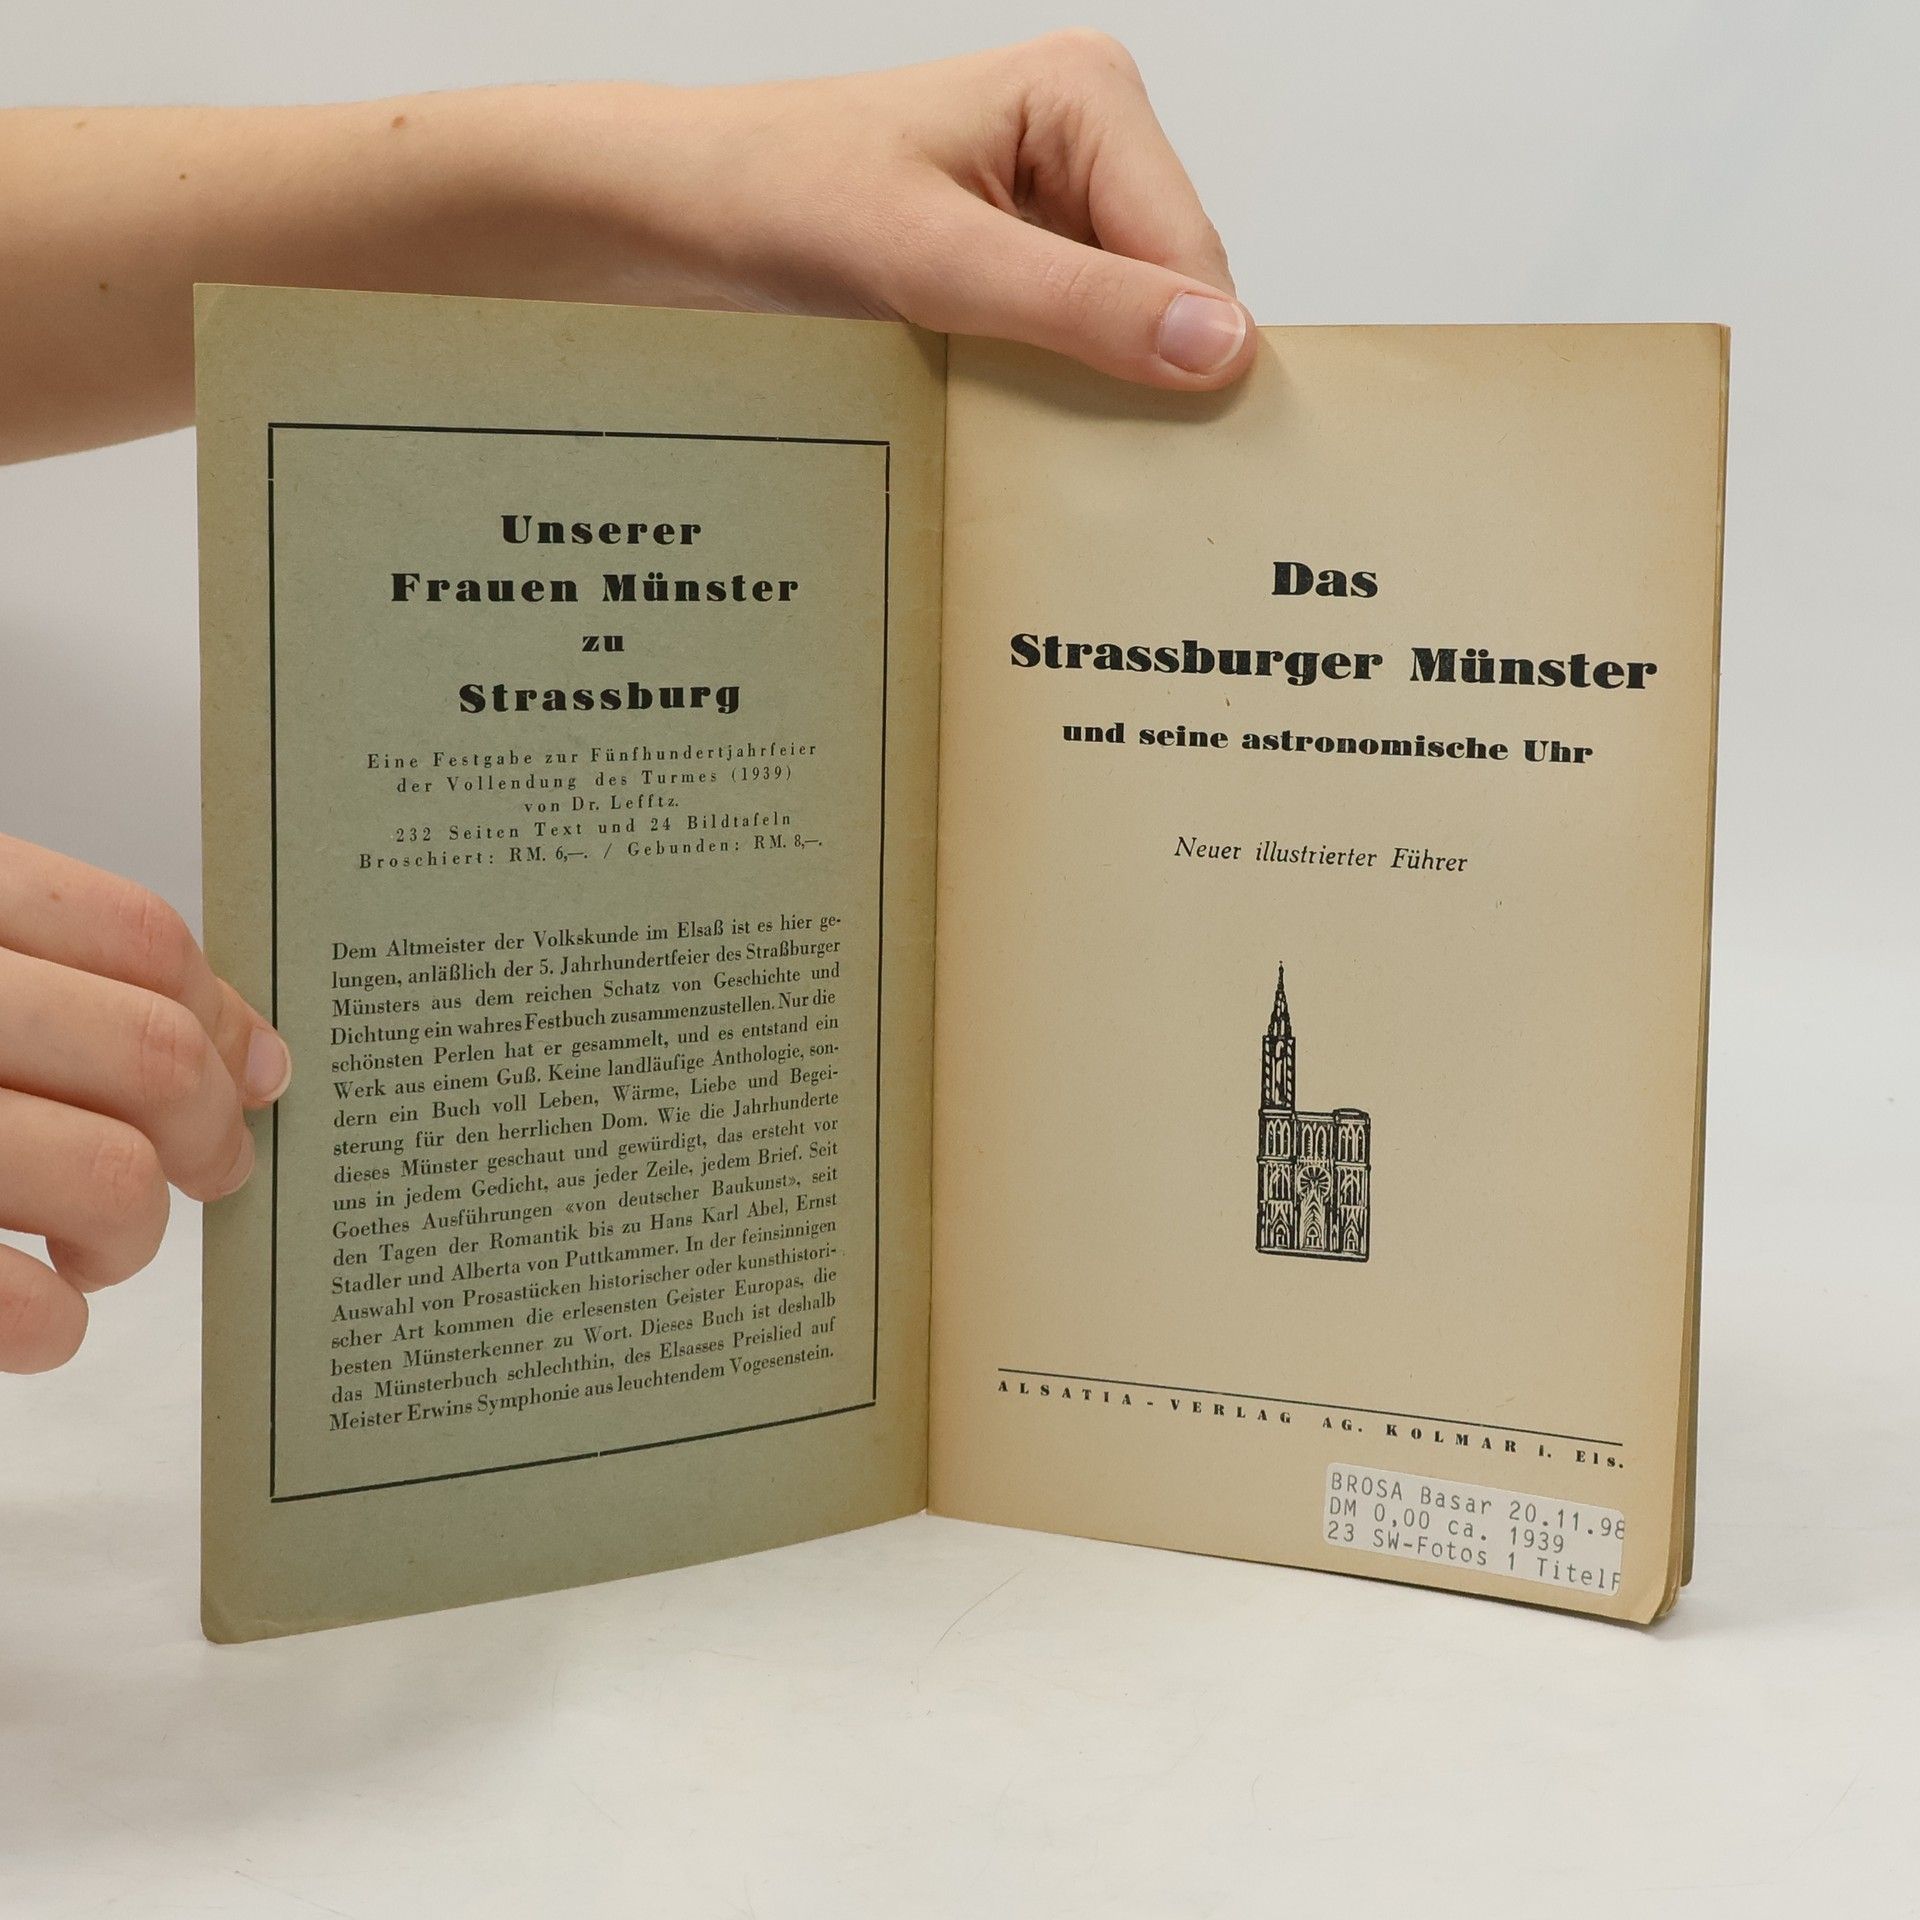 Unserer
Frauen Münster
zu
Strassburg
Eine Festgabe zur Fünfhundertjahrfeier
der Vollendung des Turmes (1939)
von Dr. Lefftz.
232 Seiten Text und 24 Bildtafeln
Broschiert: RM. 6,—. / Gebunden: RM. 8,—.
Dem Altmeister der Volkskunde im Elsaß ist es hier ge-
lungen, anläßlich der 5. Jahrhundertfeier des Straßburger
Münsters aus dem reichen Schatz von Geschichte und
Dichtung ein wahres Festbuch zusammenzustellen. Nur die
schönsten Perlen hat er gesammelt, und es entstand ein
Werk aus einem Guß. Keine landläufige Anthologie, son-
dern ein Buch voll Leben, Wärme, Liebe und Begei-
sterung für den herrlichen Dom. Wie die Jahrhunderte
dieses Münster geschaut und gewürdigt, das ersteht vor
uns in jedem Gedicht, aus jeder Zeile, jedem Brief. Seit
Goethes Ausführungen «von deutscher Baukunst», seit
den Tagen der Romantik bis zu Hans Karl Abel, Ernst
Stadler und Alberta von Puttkammer. In der feinsinnigen
Auswahl von Prosastücken historischer oder kunsthistori-
scher Art kommen die erlesensten Geister Europas, die
besten Münsterkenner zu Wort. Dieses Buch ist deshalb
das Münsterbuch schlechthin, des Elsasses Preislied auf
Meister Erwins Symphonie aus leuchtendem Vogesenstein.
Das
Strassburger Münster
und seine astronomische Uhr
Neuer illustrierter Führer
ALSATIA-VERLAG AG. KOLMAR i. Els.
BROSA Basar 20.11.98
DM 0,00 ca. 1939
23 SW-Fotos 1 TitelF